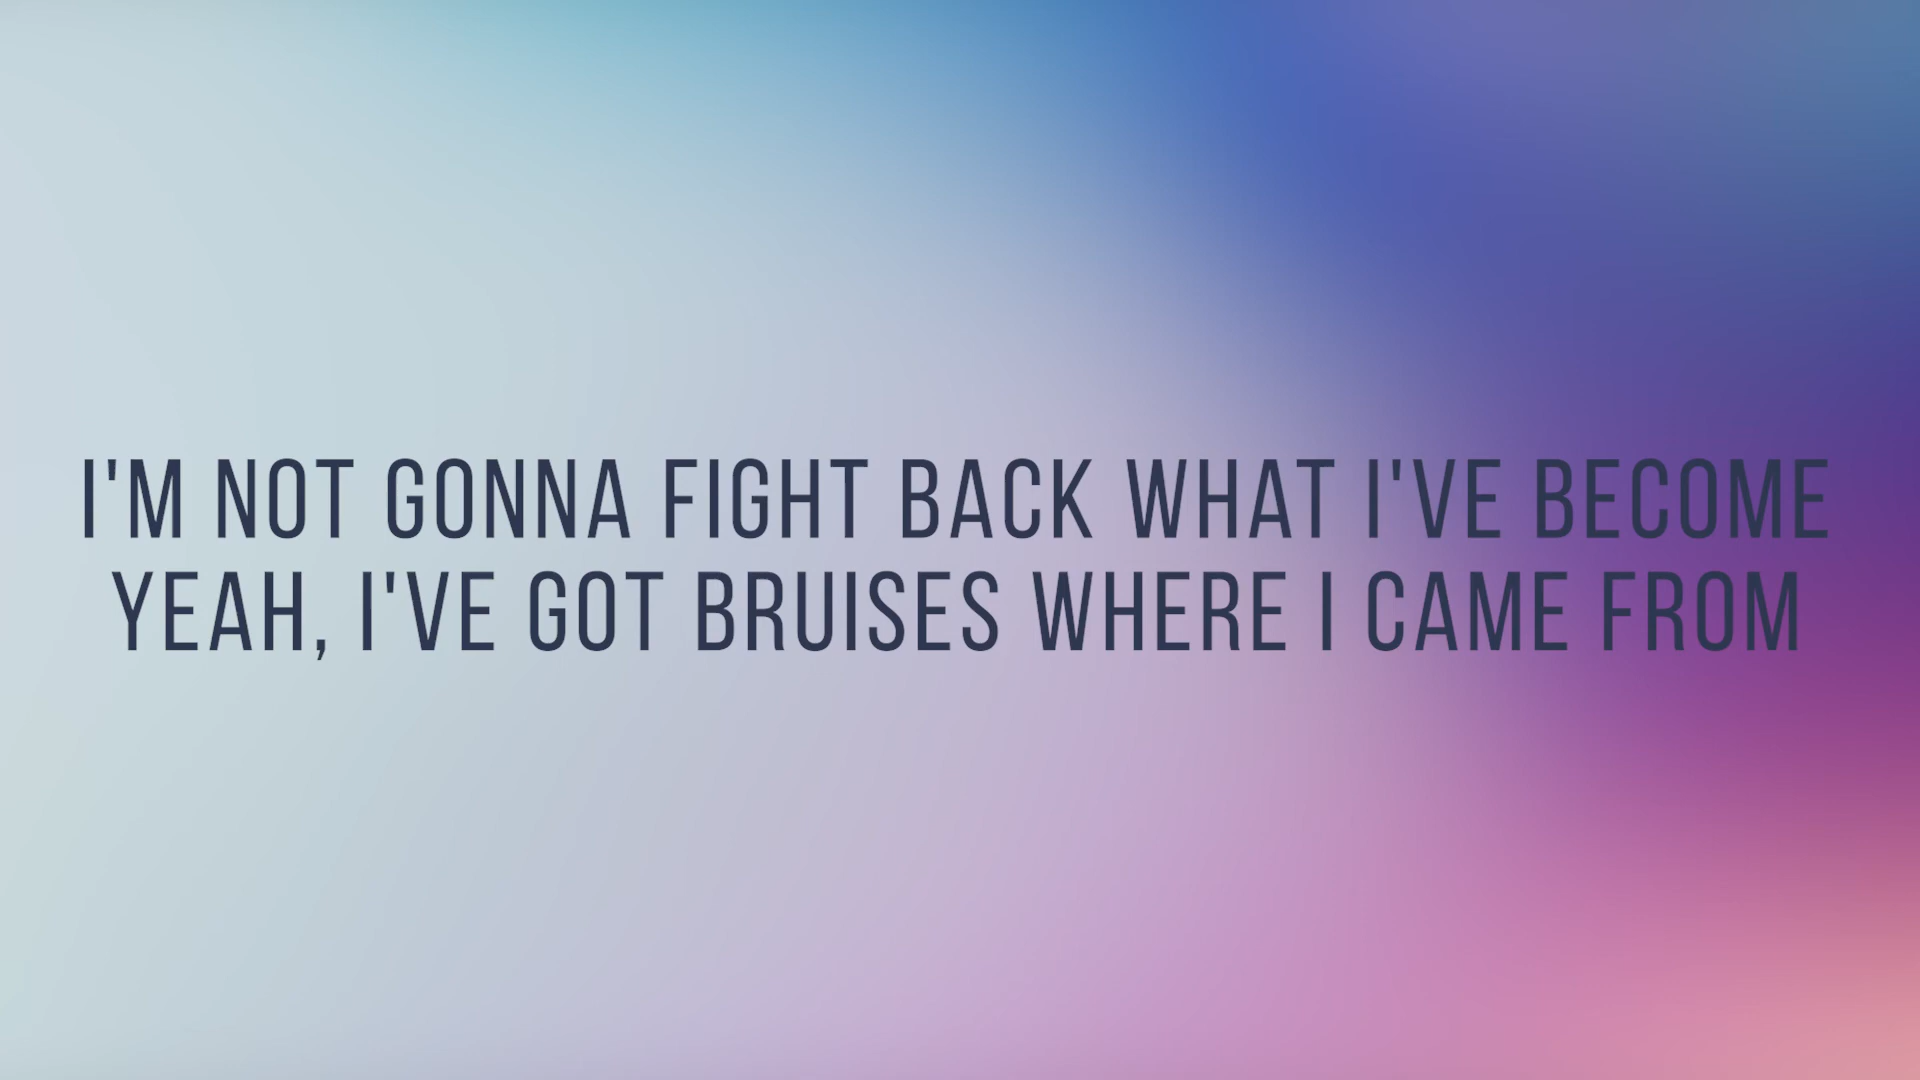 I'M NOT GONNA FIGHT BACK WHAT I'VE BECOME
YEAH, I'VE GOT BRUISES WHERE I CAME FROM